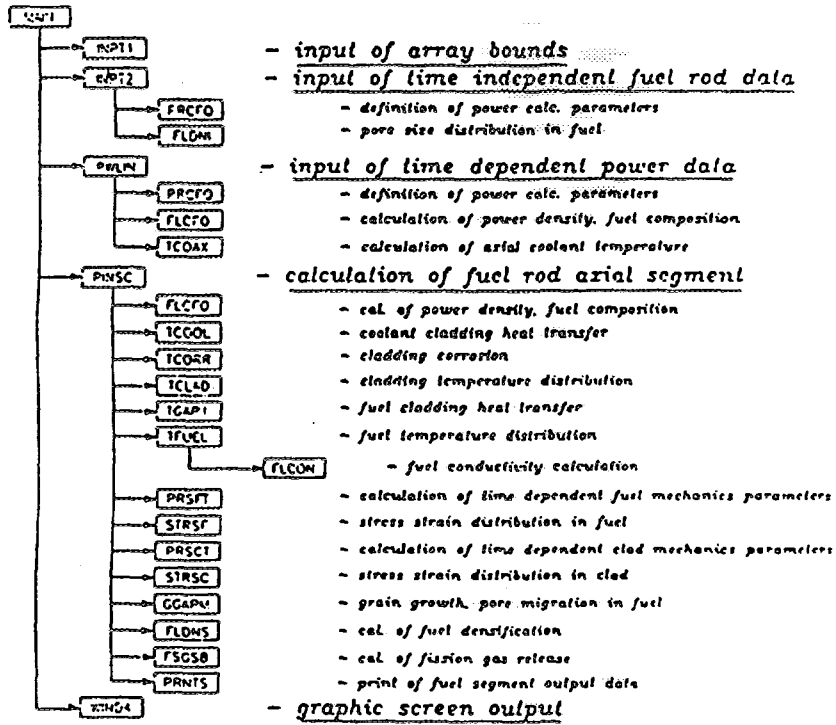 MAIN
INPT1 - input of array bounds
INPT2 - input of time independent fuel rod data
PRCFO - definition of power calc. parameters
FLDNI - pore size distribution in fuel
PWLIN - input of time dependent power data
PRCFO - definition of power calc. parameters
FLCFO - calculation of power density, fuel composition
TCOAX - calculation of axial coolant temperature
PINSC - calculation of fuel rod axial segment
FLCFO - cal. of power density, fuel composition
TCOOL - coolant cladding heat transfer
TCORR - cladding corrosion
TCLAD - cladding temperature distribution
- fuel cladding heat transfer
TFUEL - fuel temperature distribution
FLCON - fuel conductivity calculation
PRSFT - calculation of time dependent fuel mechanics parameters
STRSF - stress strain distribution in fuel
PRSCT - calculation of time dependent clad mechanics parameters
STRSC - stress strain distribution in clad
GGAPM - grain growth, pore migration in fuel
FLDNS - cal. of fuel densification
FSGSB - cal. of fission gas release
PRNTS - print of fuel segment output data
- graphic screen output